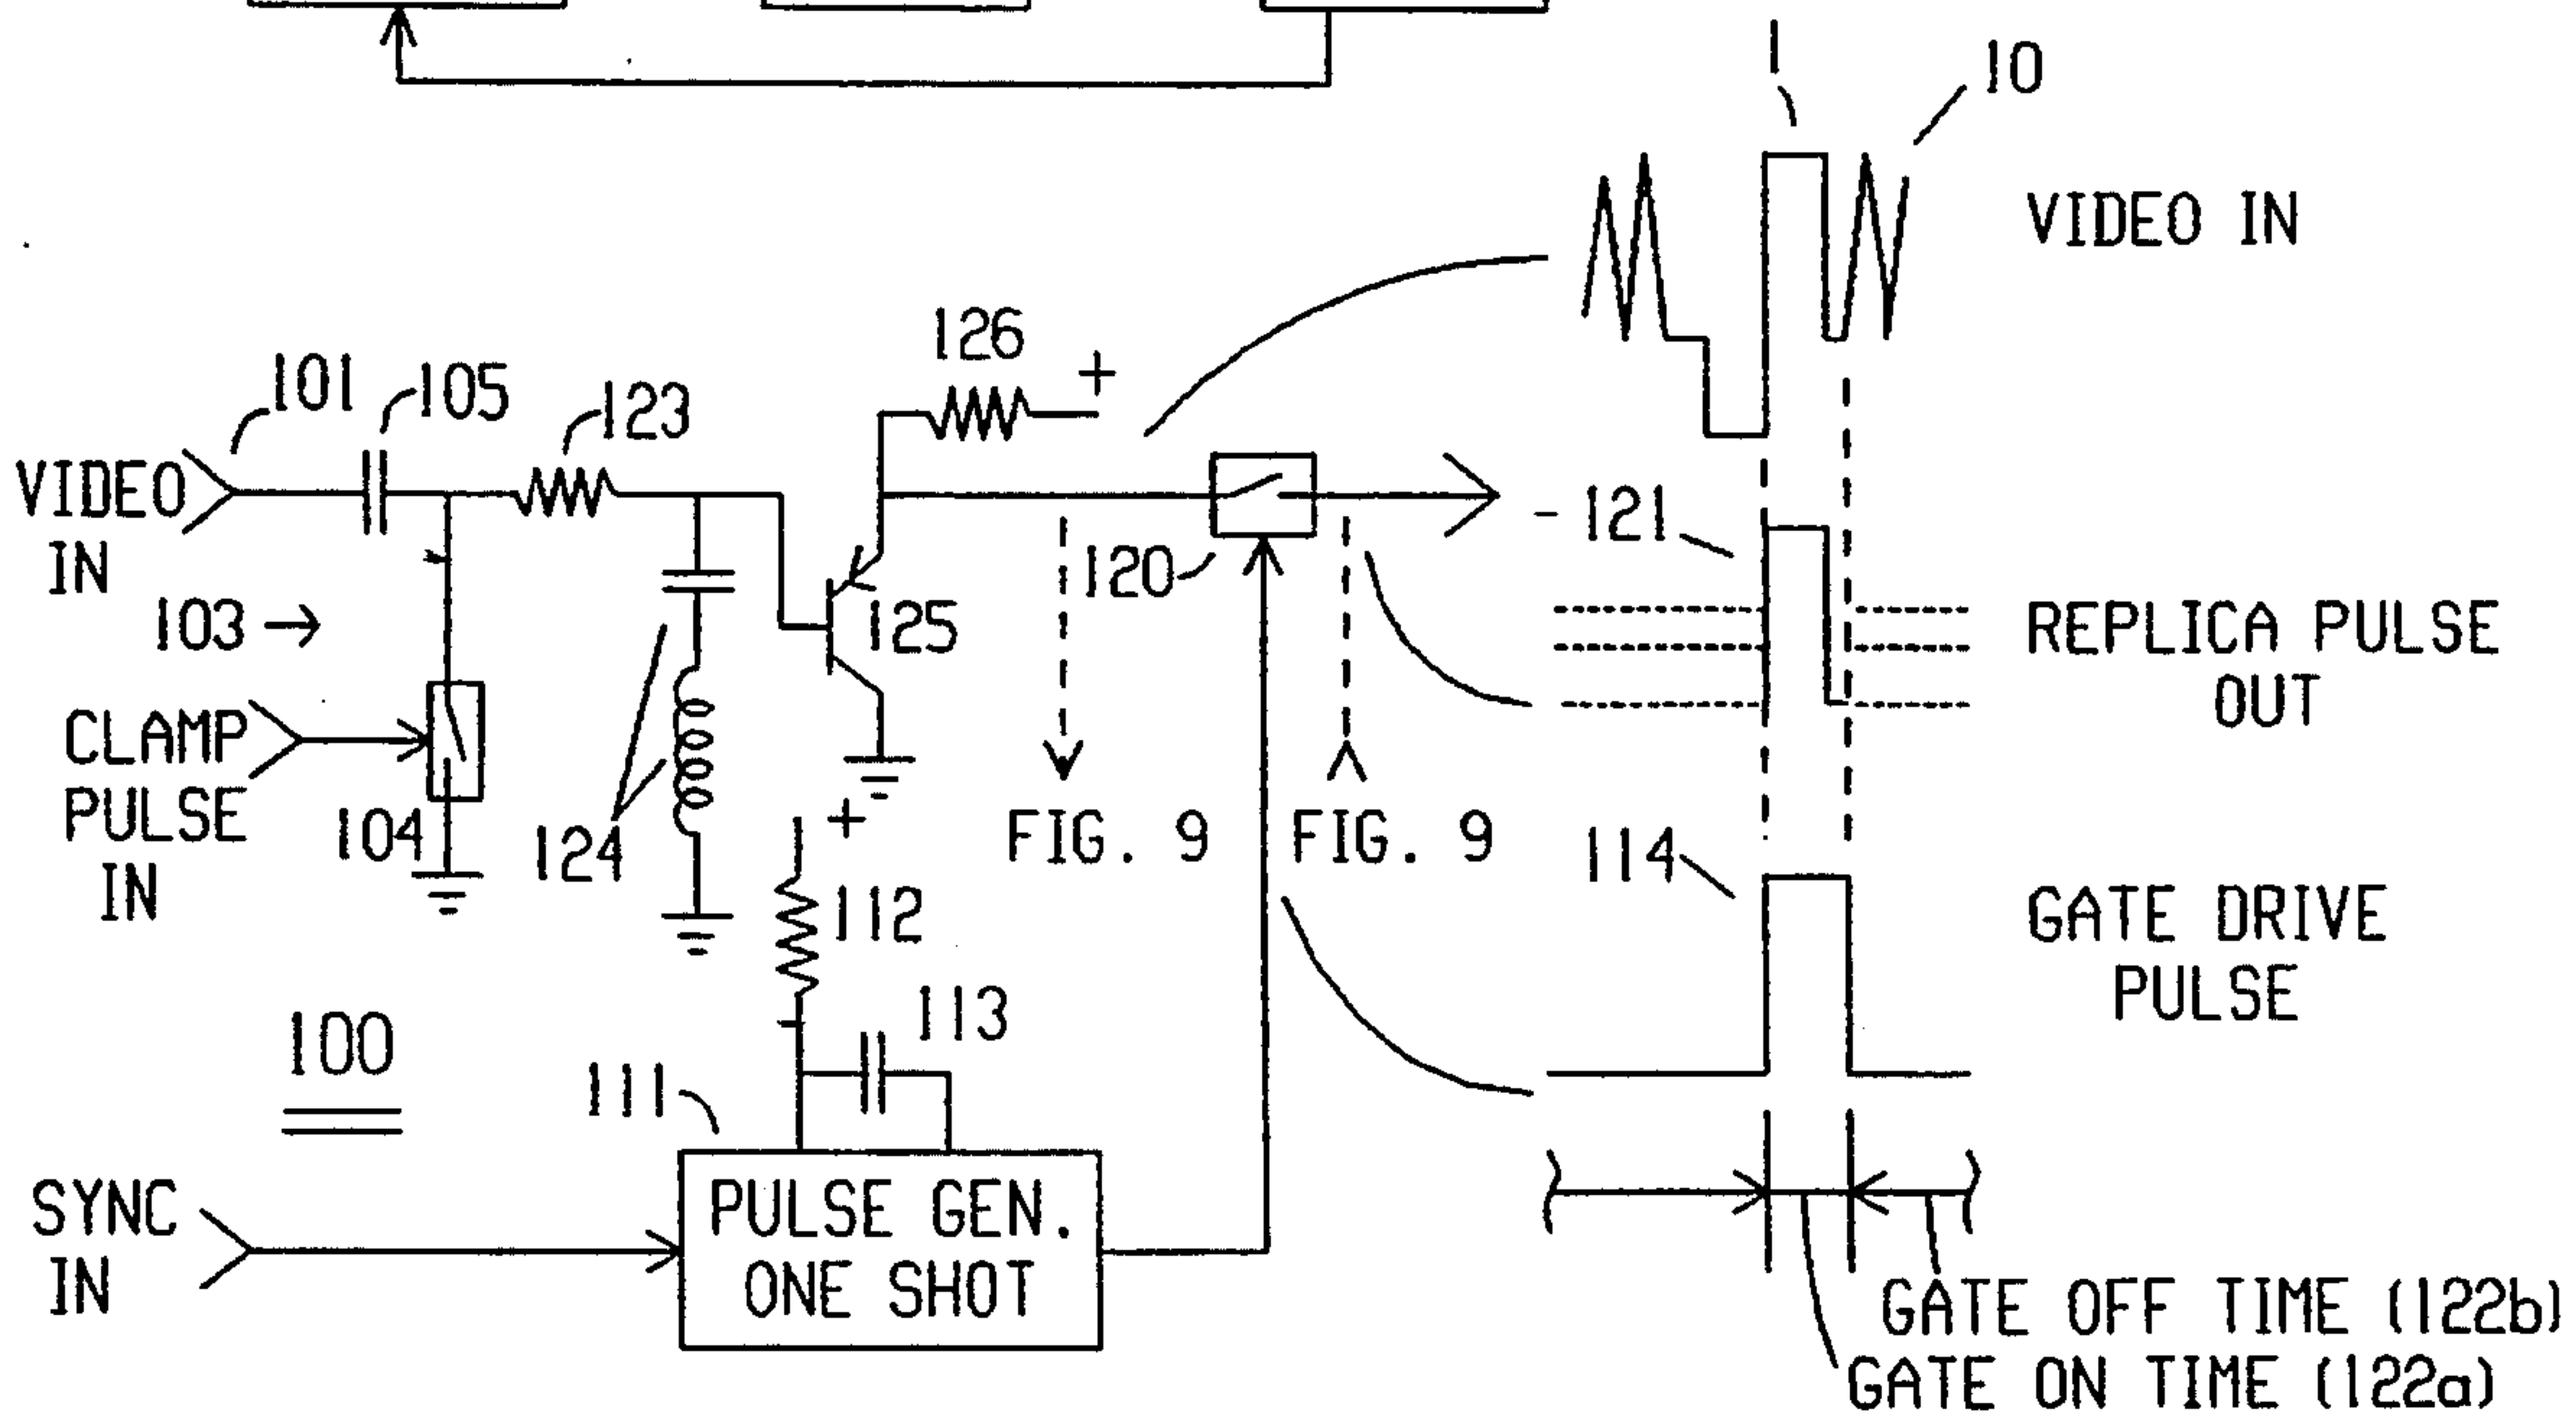 1
10
VIDEO IN
126
+
101
105
123
VIDEO
IN
- 121
120
125
103
REPLICA PULSE
OUT
CLAMP
PULSE
IN
104
124
+
FIG. 9
FIG. 9
114
112
GATE DRIVE
PULSE
113
100
111
SYNC
IN
PULSE GEN.
ONE SHOT
GATE OFF TIME (122b)
GATE ON TIME (122a)